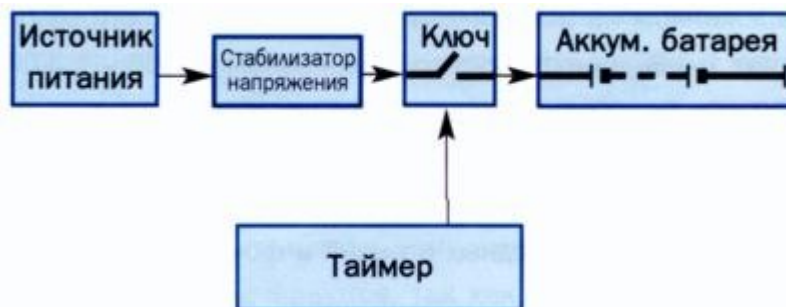 Источник
питания
Стабилизатор
напряжения
Ключ
Аккум. батарея
Таймер